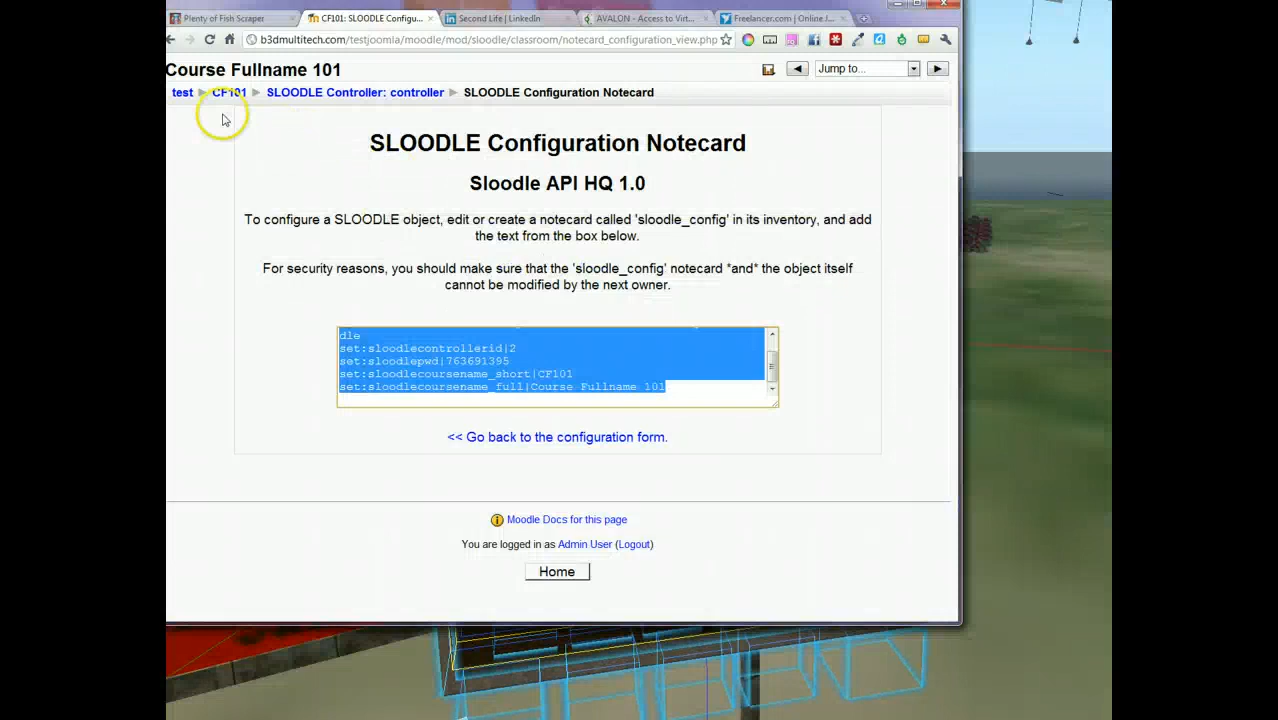 Plenty of Fish Scraper
CF101: SLOODLE Configu...
Second Life | LinkedIn
AVALON - Access to Virt...
Freelancer.com | Online J...
b3dmultitech.com/testjoomla/moodle/mod/sloodle/classroom/notecard_configuration_view.php
Course Fullname 101
Jump to...
test CF101 SLOODLE Controller: controller SLOODLE Configuration Notecard
SLOODLE Configuration Notecard
Sloodle API HQ 1.0
To configure a SLOODLE object, edit or create a notecard called 'sloodle_config' in its inventory, and add
the text from the box below.
For security reasons, you should make sure that the 'sloodle_config' notecard *and* the object itself
cannot be modified by the next owner.
dle
set:sloodlecontrollerid|2
set:sloodlepwd|763691395
set:sloodlecoursename_short|CF101
set:sloodlecoursename_full|Course Fullname 101
<< Go back to the configuration form.
Moodle Docs for this page
You are logged in as Admin User (Logout)
Home